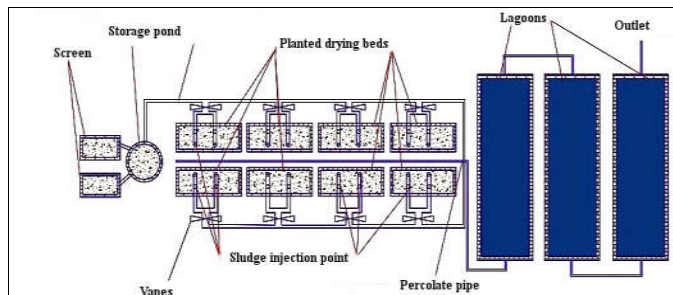 Storage pond
Lagoons
Outlet
Screen
Planted drying beds
Sludge injection point
Vanes
Percolate pipe